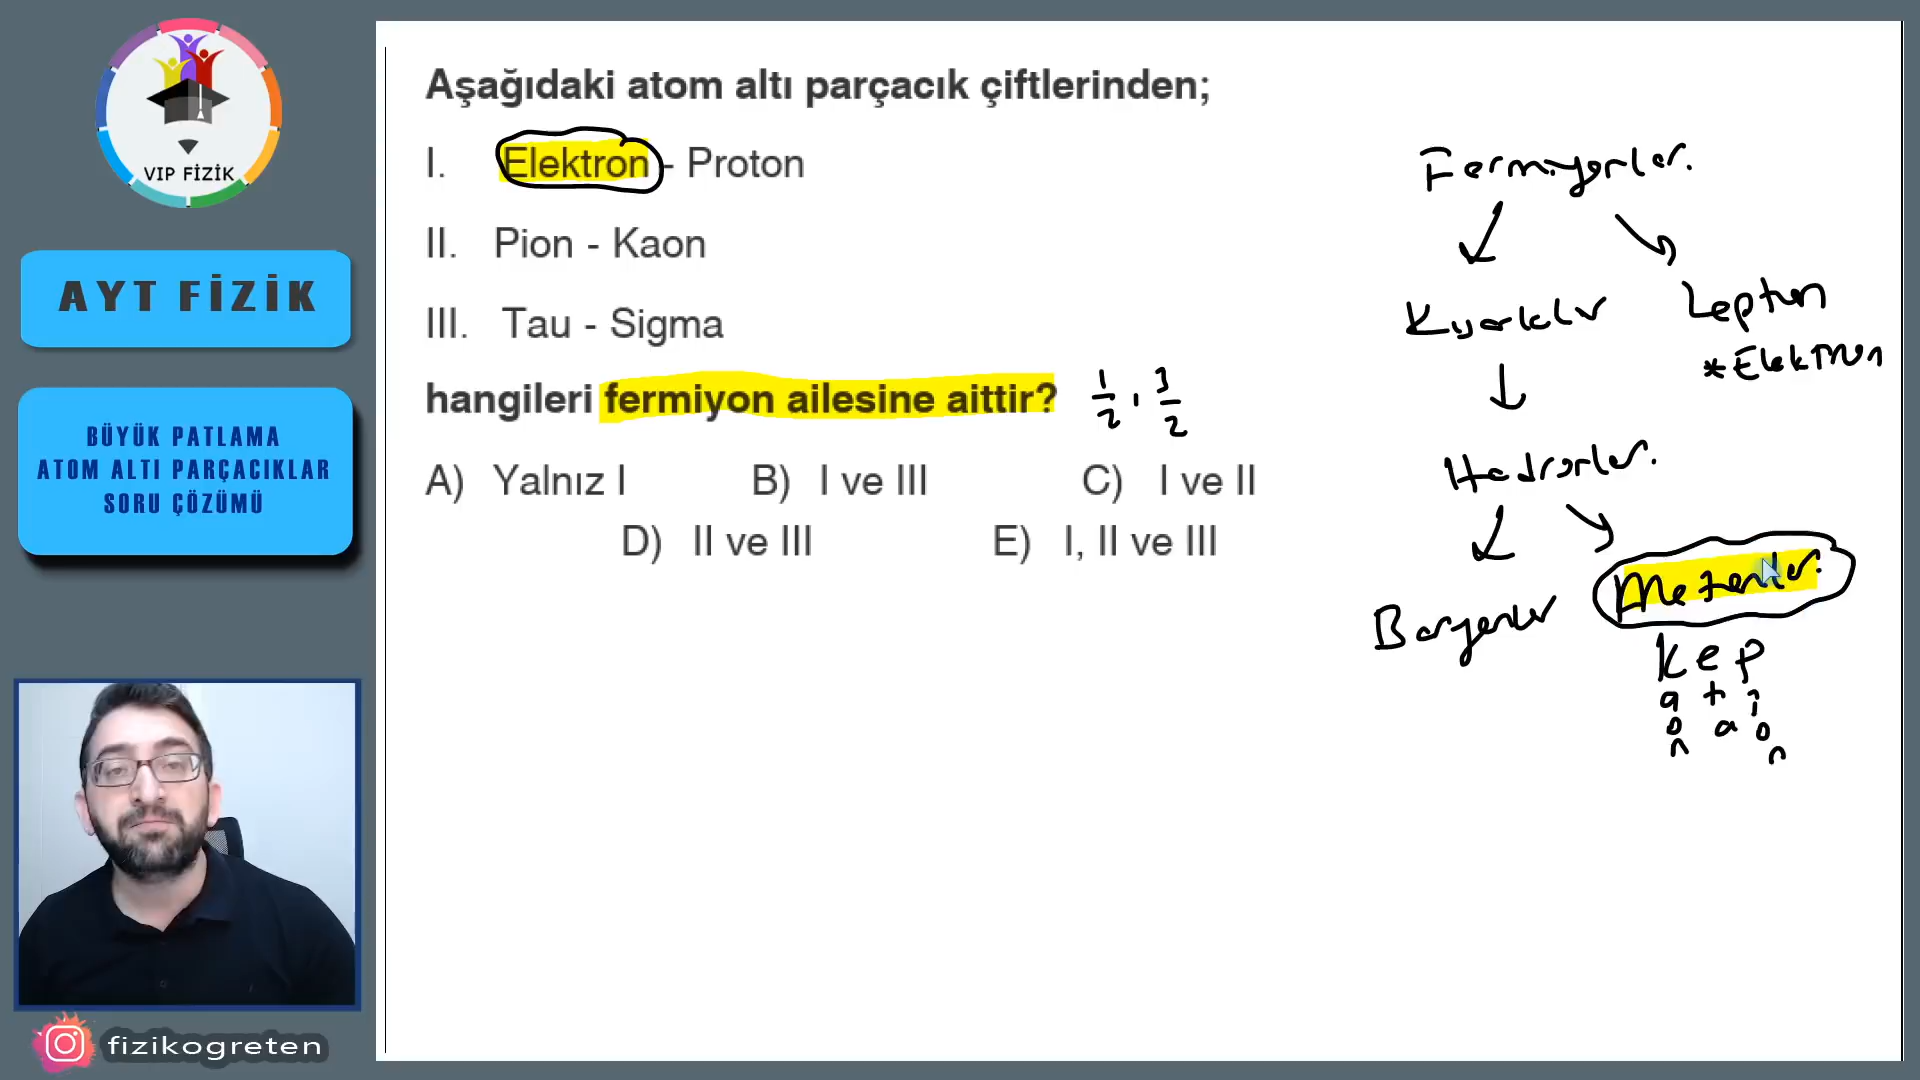 VIP FİZİK
AYT FİZİK
BÜYÜK PATLAMA
ATOM ALTI PARÇACIKLAR
SORU ÇÖZÜMÜ
fizikogreten
Aşağıdaki atom altı parçacık çiftlerinden;
I. Elektron - Proton
II. Pion - Kaon
III. Tau - Sigma
hangileri fermiyon ailesine aittir? 1/2, 3/2
A) Yalnız I B) I ve III C) I ve II
D) II ve III E) I, II ve III
Fermiyonlar.
Kuarklar Lepton
*Elektron
Hadronlar.
Baryonlar Mezonlar.
k e p
a t i
o a o
n n